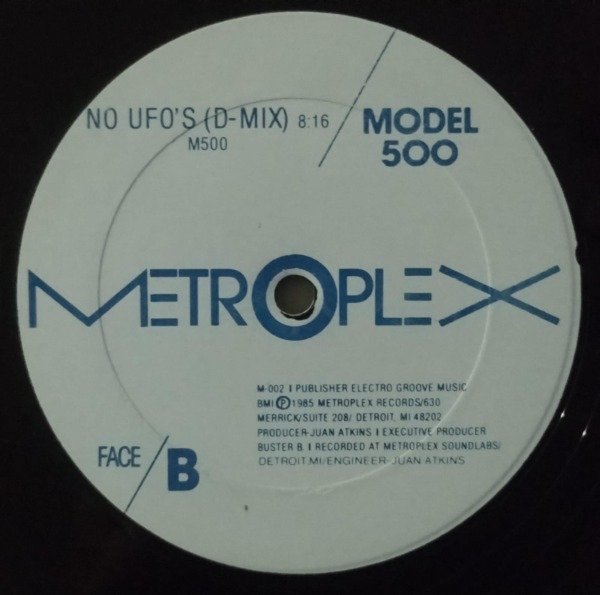 NO UFO'S (D-MIX) 8:16
M500
MODEL
500
METROPLEX
M-002 I PUBLISHER ELECTRO GROOVE MUSIC
BMI Ⓟ1985 METROPLEX RECORDS/630
MERRICK/SUITE 208/ DETROIT, MI 48202
PRODUCER-JUAN ATKINS I EXECUTIVE PRODUCER
BUSTER B. I RECORDED AT METROPLEX SOUNDLABS/
DETROIT.MI./ENGINEER-JUAN ATKINS
FACE/B